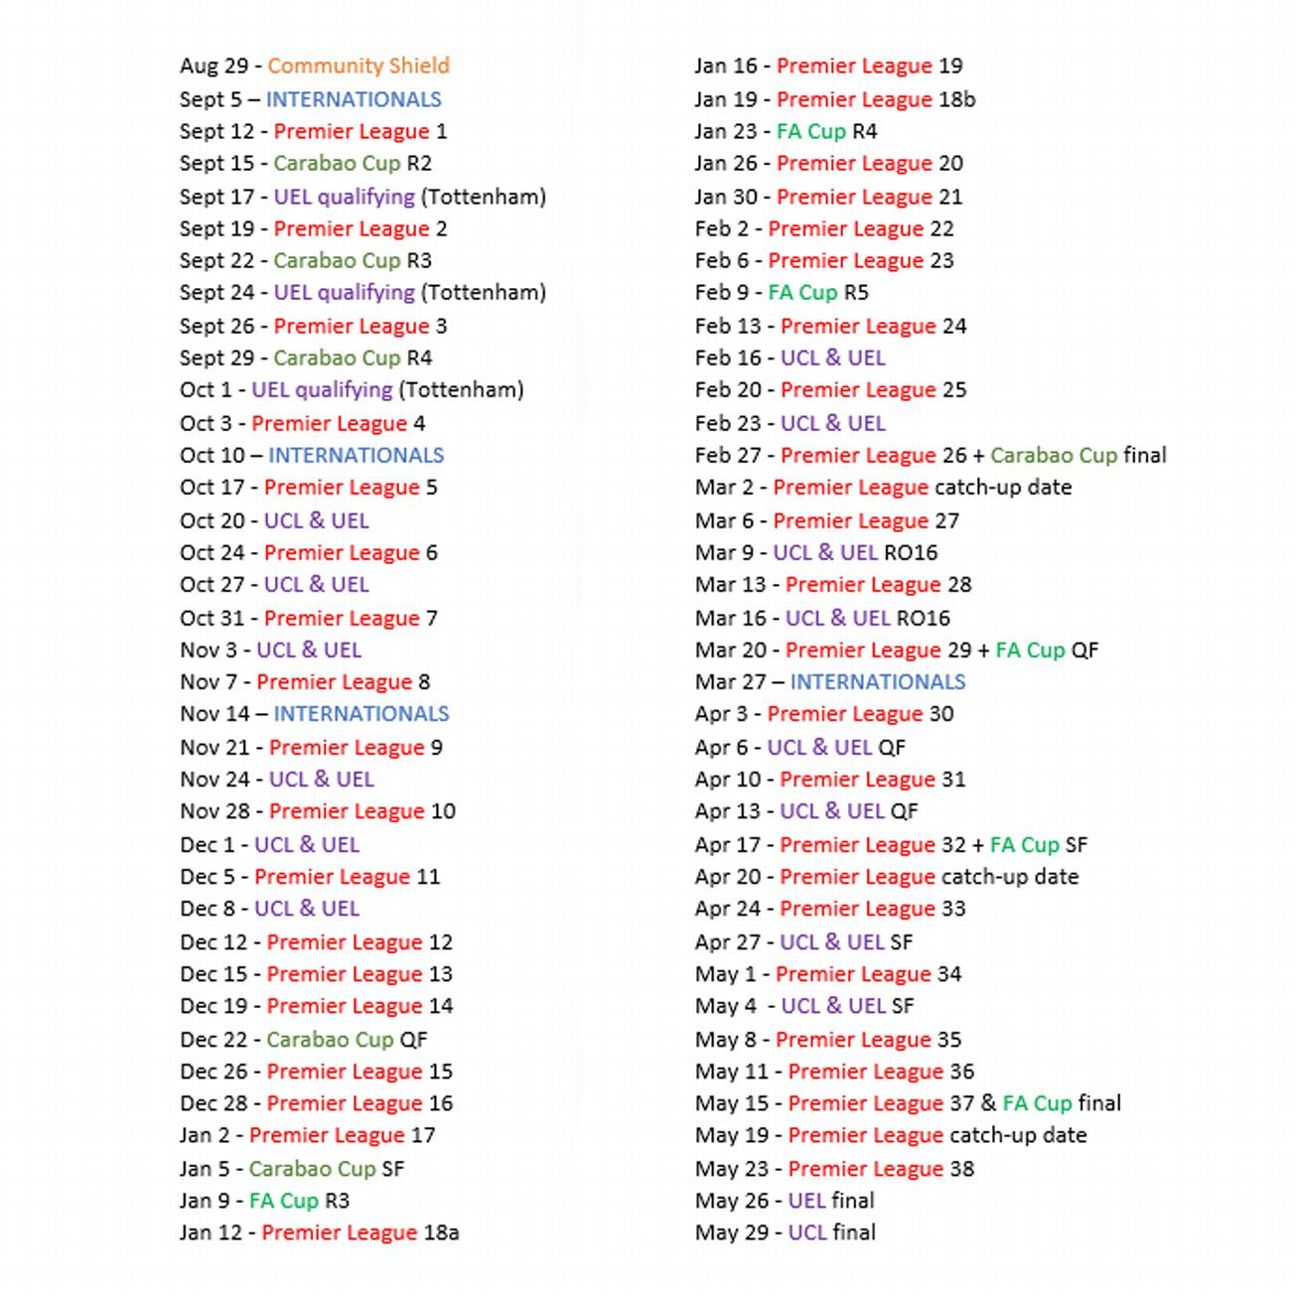 Aug 29 - Community Shield
Sept 5 – INTERNATIONALS
Sept 12 - Premier League 1
Sept 15 - Carabao Cup R2
Sept 17 - UEL qualifying (Tottenham)
Sept 19 - Premier League 2
Sept 22 - Carabao Cup R3
Sept 24 - UEL qualifying (Tottenham)
Sept 26 - Premier League 3
Sept 29 - Carabao Cup R4
Oct 1 - UEL qualifying (Tottenham)
Oct 3 - Premier League 4
Oct 10 – INTERNATIONALS
Oct 17 - Premier League 5
Oct 20 - UCL & UEL
Oct 24 - Premier League 6
Oct 27 - UCL & UEL
Oct 31 - Premier League 7
Nov 3 - UCL & UEL
Nov 7 - Premier League 8
Nov 14 – INTERNATIONALS
Nov 21 - Premier League 9
Nov 24 - UCL & UEL
Nov 28 - Premier League 10
Dec 1 - UCL & UEL
Dec 5 - Premier League 11
Dec 8 - UCL & UEL
Dec 12 - Premier League 12
Dec 15 - Premier League 13
Dec 19 - Premier League 14
Dec 22 - Carabao Cup QF
Dec 26 - Premier League 15
Dec 28 - Premier League 16
Jan 2 - Premier League 17
Jan 5 - Carabao Cup SF
Jan 9 - FA Cup R3
Jan 12 - Premier League 18a
Jan 16 - Premier League 19
Jan 19 - Premier League 18b
Jan 23 - FA Cup R4
Jan 26 - Premier League 20
Jan 30 - Premier League 21
Feb 2 - Premier League 22
Feb 6 - Premier League 23
Feb 9 - FA Cup R5
Feb 13 - Premier League 24
Feb 16 - UCL & UEL
Feb 20 - Premier League 25
Feb 23 - UCL & UEL
Feb 27 - Premier League 26 + Carabao Cup final
Mar 2 - Premier League catch-up date
Mar 6 - Premier League 27
Mar 9 - UCL & UEL RO16
Mar 13 - Premier League 28
Mar 16 - UCL & UEL RO16
Mar 20 - Premier League 29 + FA Cup QF
Mar 27 – INTERNATIONALS
Apr 3 - Premier League 30
Apr 6 - UCL & UEL QF
Apr 10 - Premier League 31
Apr 13 - UCL & UEL QF
Apr 17 - Premier League 32 + FA Cup SF
Apr 20 - Premier League catch-up date
Apr 24 - Premier League 33
Apr 27 - UCL & UEL SF
May 1 - Premier League 34
May 4  - UCL & UEL SF
May 8 - Premier League 35
May 11 - Premier League 36
May 15 - Premier League 37 & FA Cup final
May 19 - Premier League catch-up date
May 23 - Premier League 38
May 26 - UEL final
May 29 - UCL final